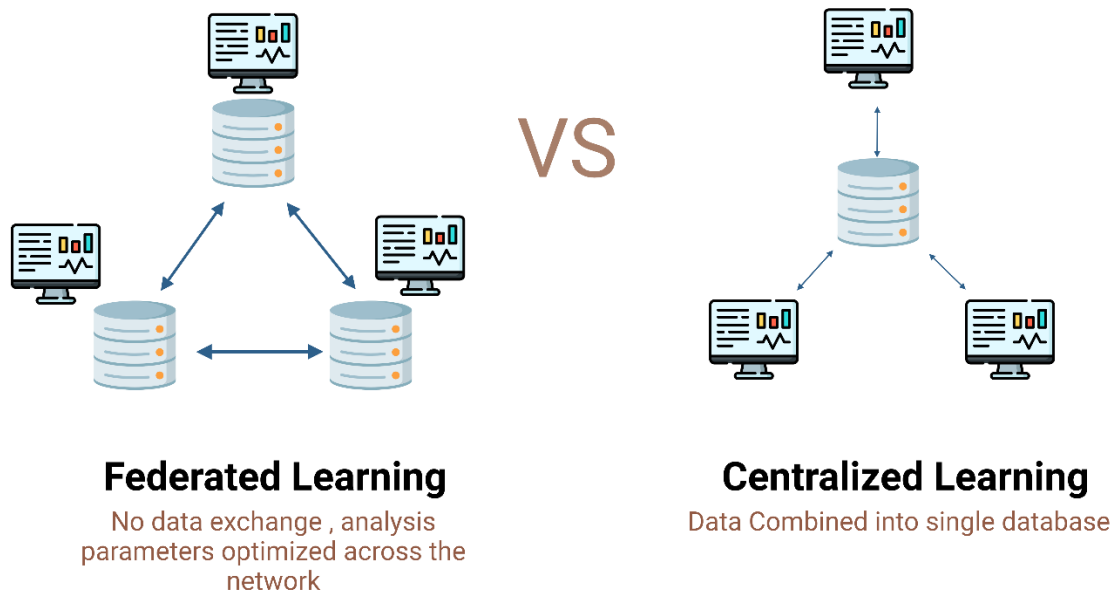 VS
Federated Learning
No data exchange , analysis
parameters optimized across the
network
Centralized Learning
Data Combined into single database